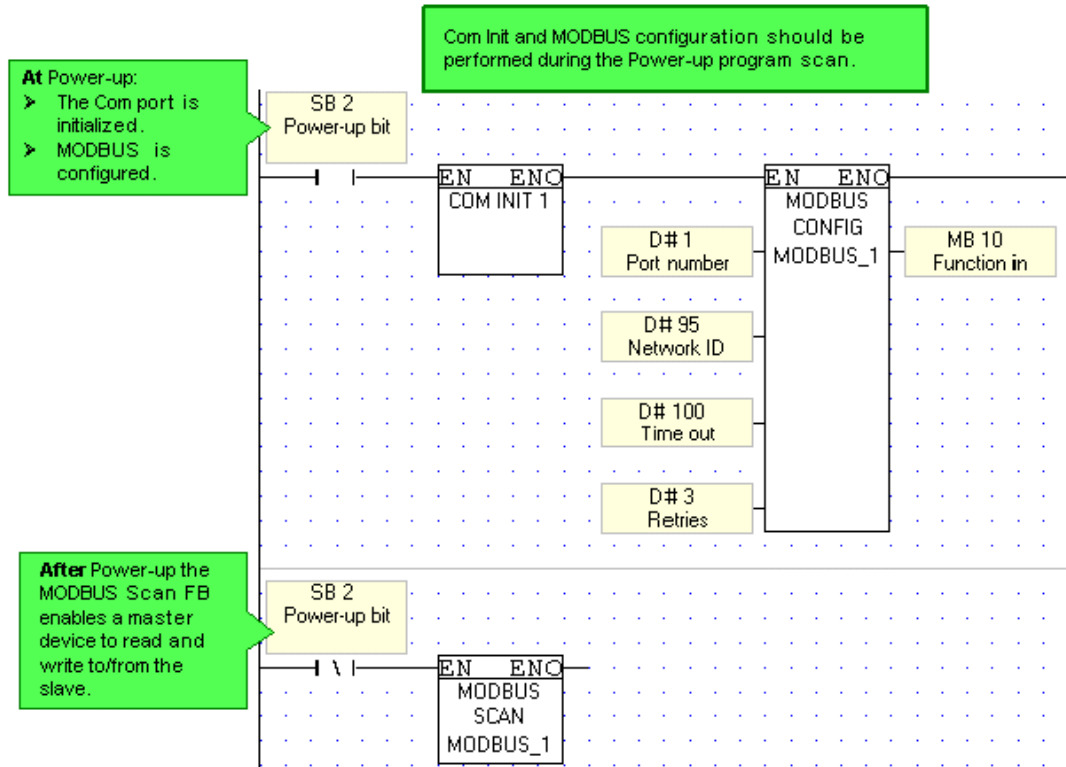 Com Init and MODBUS configuration should be
performed during the Power-up program scan.
At Power-up:
➤ The Com port is
initialized.
➤ MODBUS is
configured.
SB 2
Power-up bit
EN ENO
COM INIT 1
EN ENO
MODBUS
CONFIG
MODBUS_1
D# 1
Port number
MB 10
Function in
D# 95
Network ID
D# 100
Time out
D# 3
Retries
After Power-up the
MODBUS Scan FB
enables a master
device to read and
write to/from the
slave.
SB 2
Power-up bit
EN ENO
MODBUS
SCAN
MODBUS_1